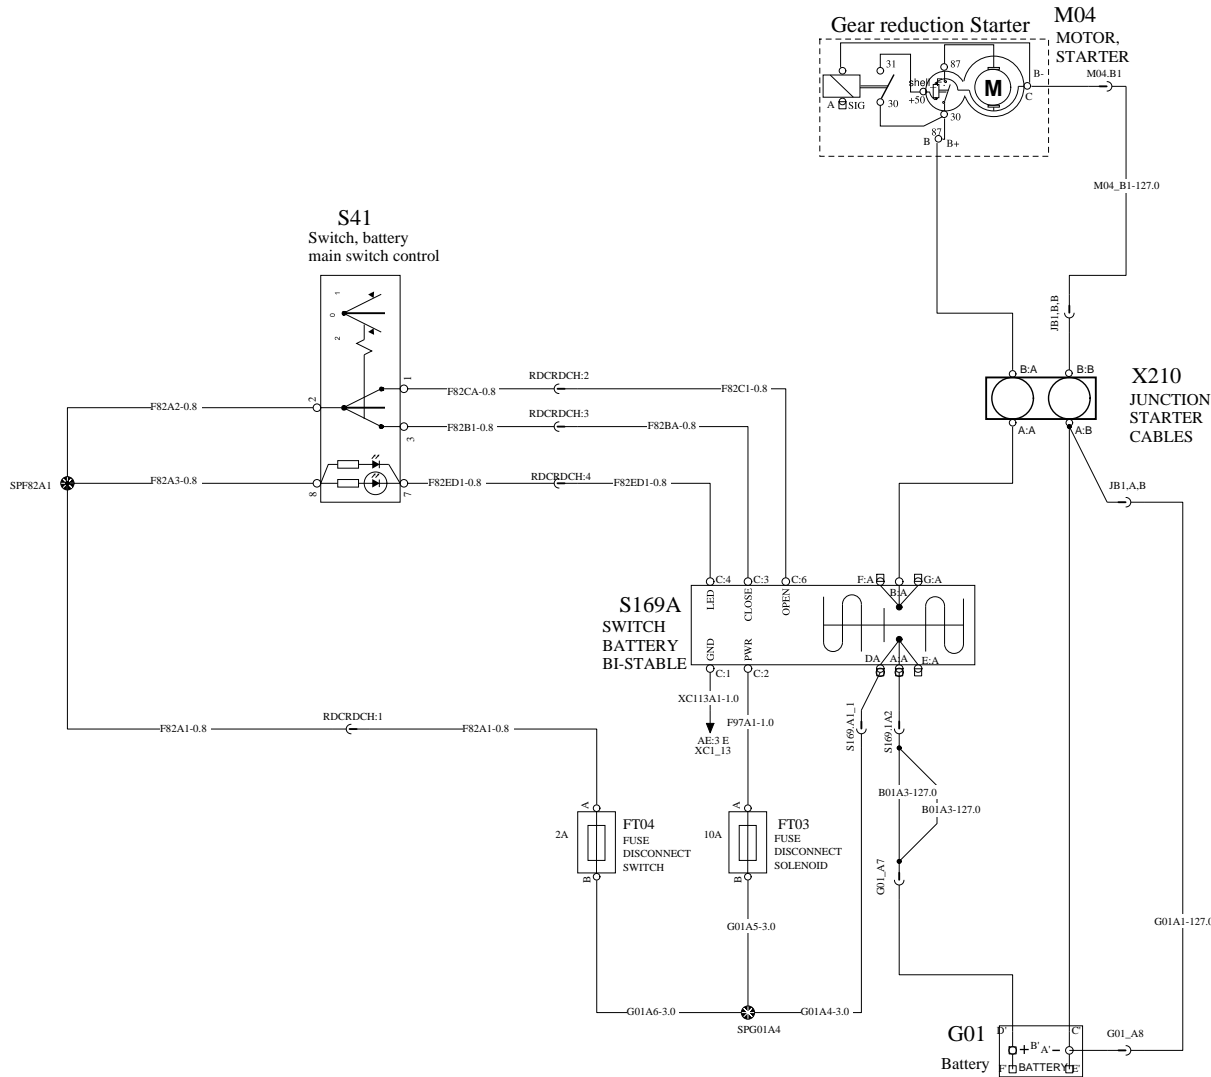 Gear reduction Starter
M04
MOTOR,
STARTER
31
87
shell
B-
M04.B1
A
SIG
30
+50
M
C
30
87
B
B+
M04_B1-127.0
S41
Switch, battery
main switch control
1
0
2
JB1,B,B
B:A
B:B
X210
JUNCTION
STARTER
CABLES
A:A
A:B
1
F82CA-0.8
RDCRDCH:2
F82C1-0.8
F82A2-0.8
2
3
F82B1-0.8
RDCRDCH:3
F82BA-0.8
SPF82A1
F82A3-0.8
8
7
F82ED1-0.8
RDCRDCH:4
F82ED1-0.8
JB1,A,B
C:4
C:3
C:6
F:A
B:A
G:A
S169A
SWITCH
BATTERY
BI-STABLE
LED
CLOSE
OPEN
GND
PWR
DA
A:A
E:A
C:1
C:2
XC113A1-1.0
F97A1-1.0
AE:3 E
XC1_13
S169.A1_1
S169.1A2
F82A1-0.8
RDCRDCH:1
F82A1-0.8
B01A3-127.0
B01A3-127.0
A
2A
FT04
FUSE
DISCONNECT
SWITCH
B
A
10A
FT03
FUSE
DISCONNECT
SOLENOID
B
G01_A7
G01A5-3.0
G01A1-127.0
G01A6-3.0
SPG01A4
G01A4-3.0
G01
Battery
D'
C'
+
B'
A'
-
F'
BATTERY
E'
G01_A8